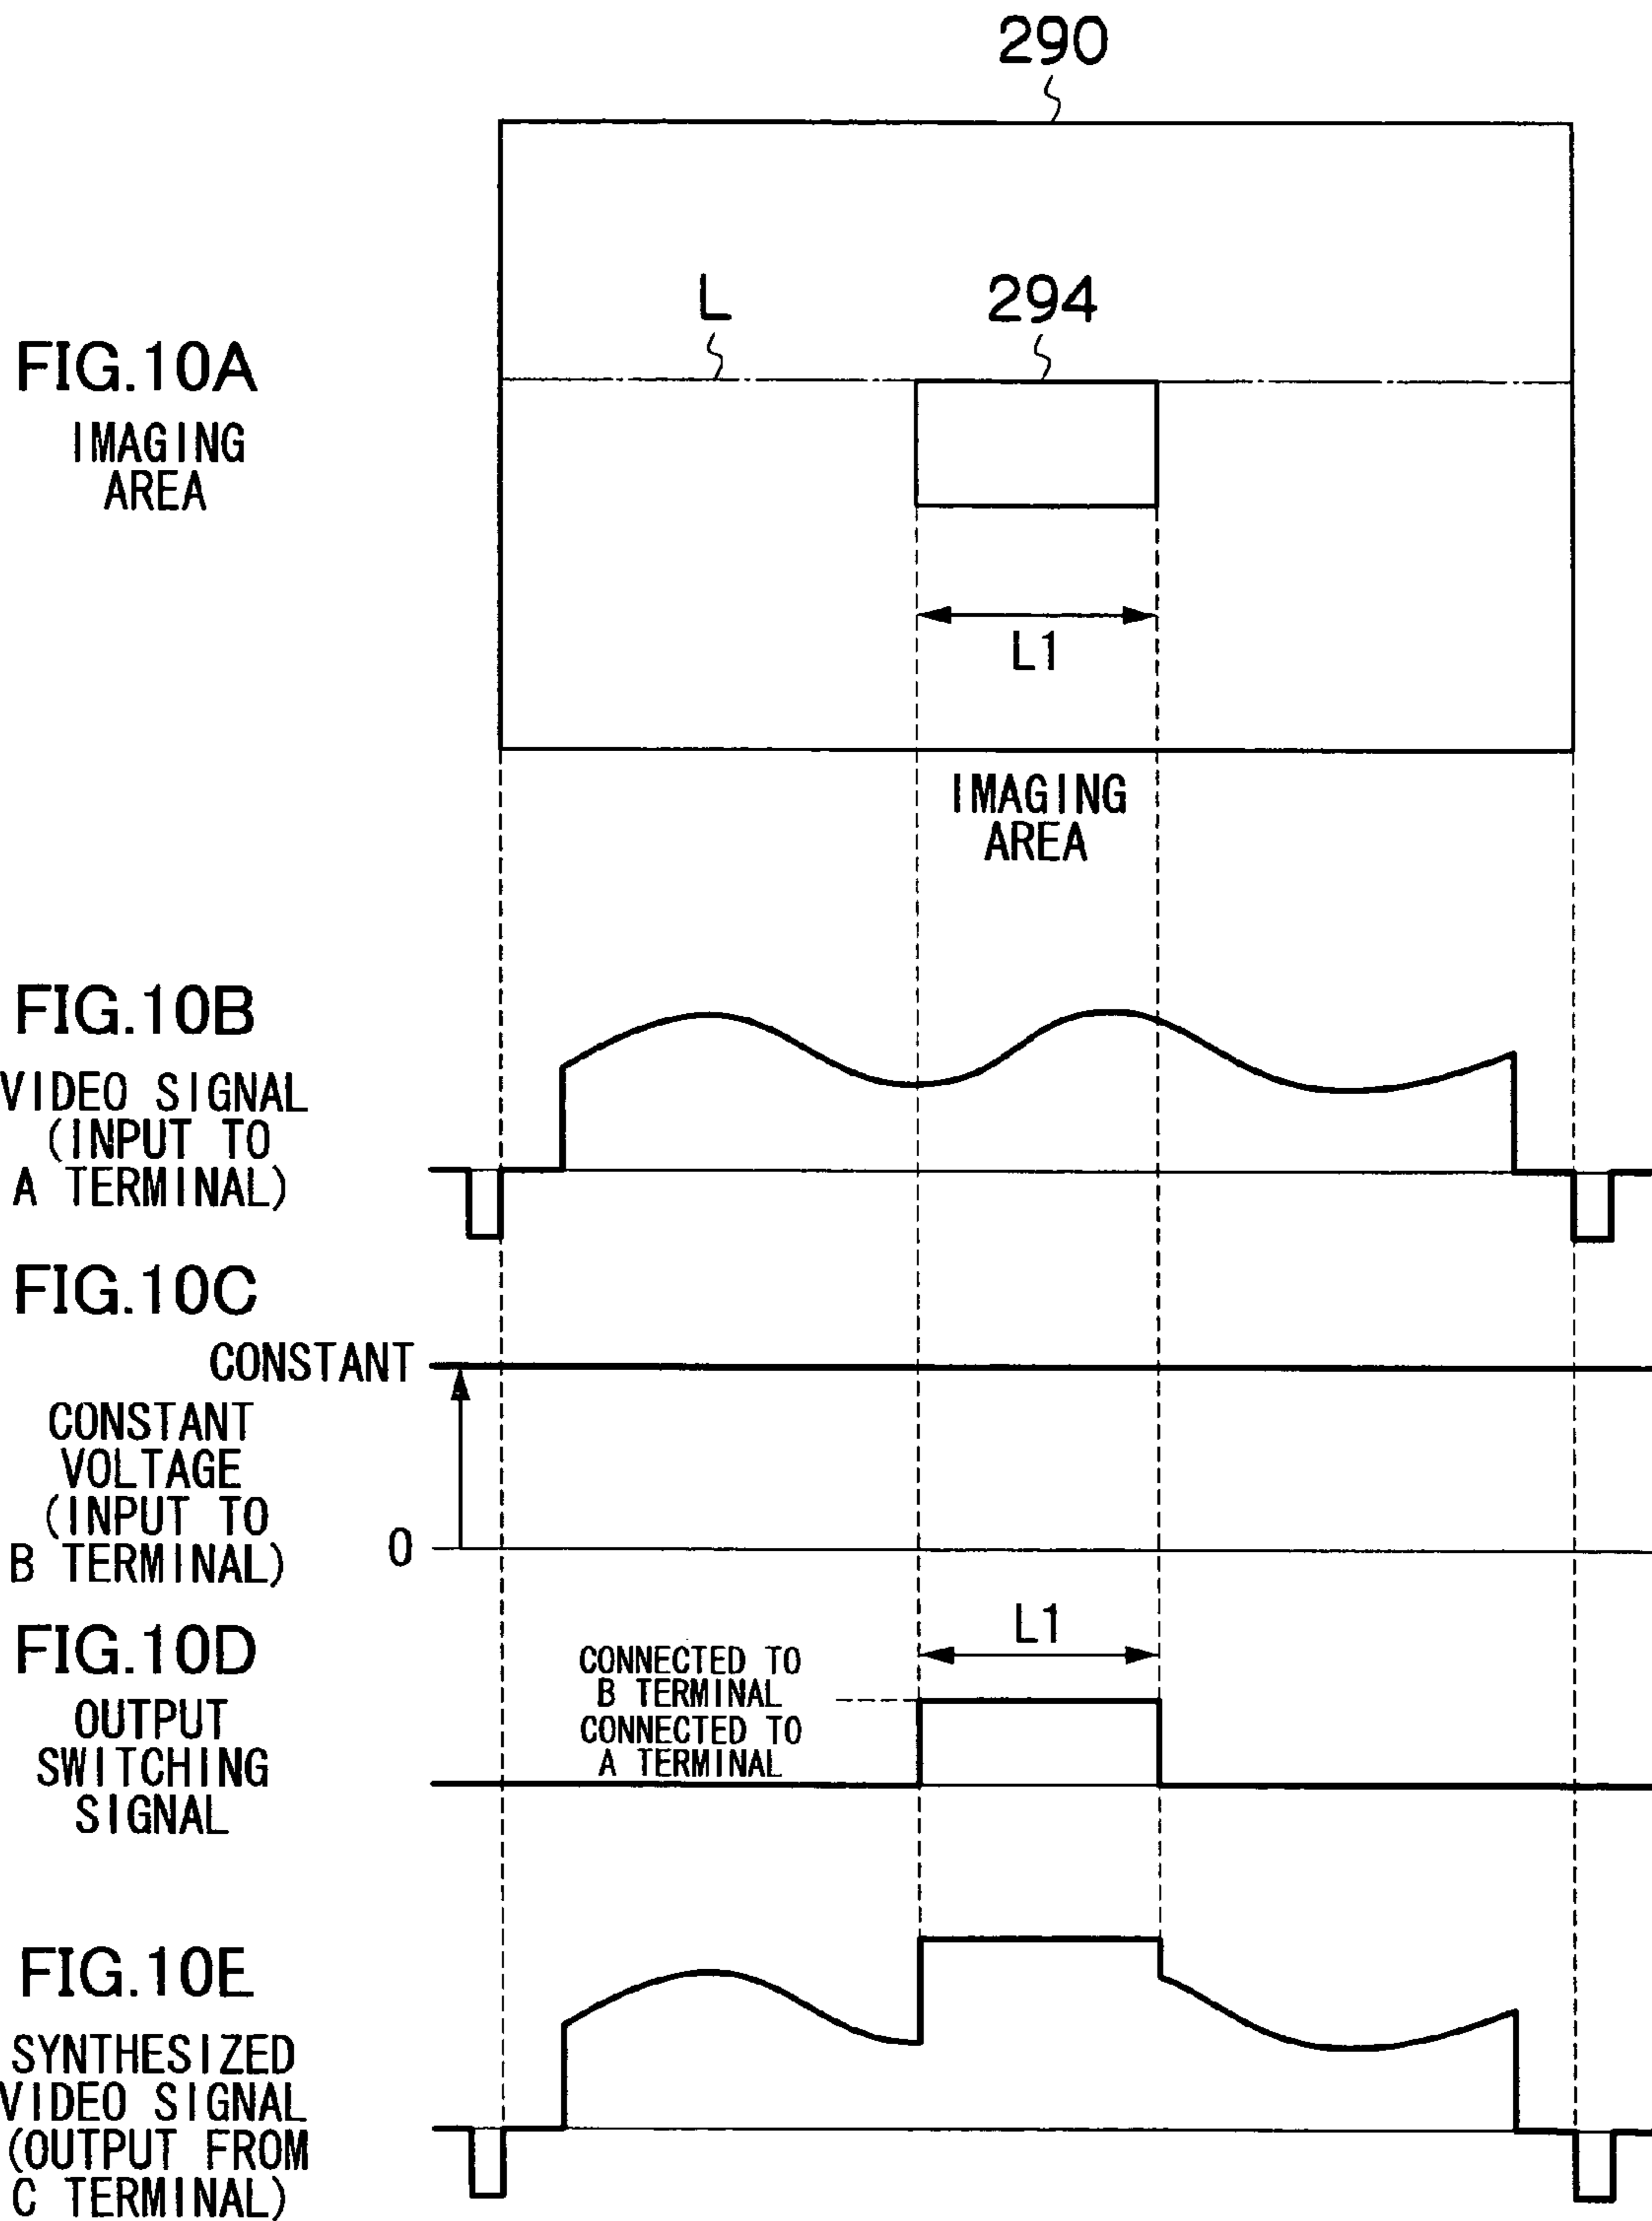 290
L
294
FIG.10A
IMAGING
AREA
L1
IMAGING
AREA
FIG.10B
VIDEO SIGNAL
(INPUT TO
A TERMINAL)
FIG.10C
CONSTANT
CONSTANT
VOLTAGE
(INPUT TO
B TERMINAL)
0
FIG.10D
OUTPUT
SWITCHING
SIGNAL
L1
CONNECTED TO
B TERMINAL
CONNECTED TO
A TERMINAL
FIG.10E
SYNTHESIZED
VIDEO SIGNAL
(OUTPUT FROM
C TERMINAL)